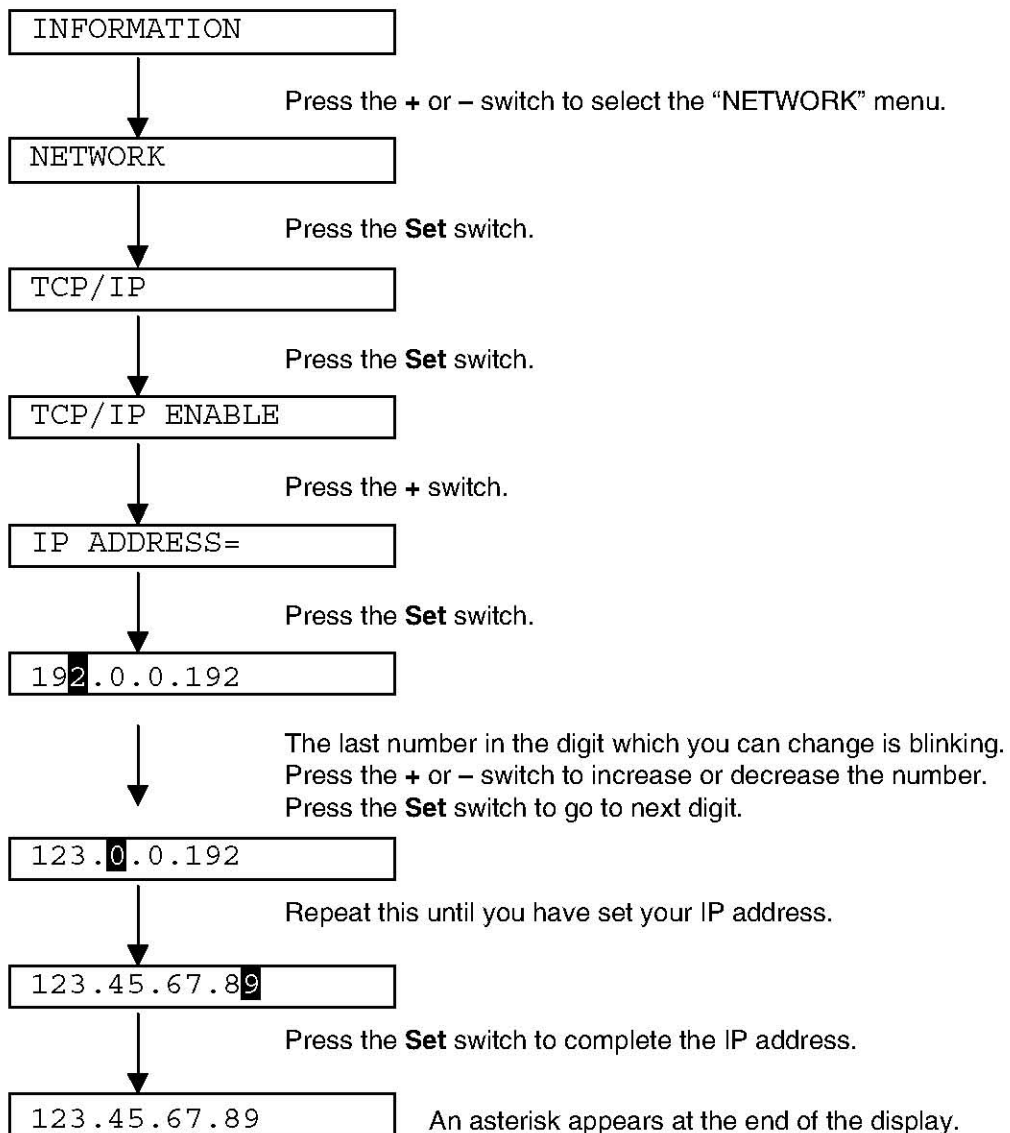 INFORMATION
Press the + or – switch to select the “NETWORK” menu.
NETWORK
Press the Set switch.
TCP/IP
Press the Set switch.
TCP/IP ENABLE
Press the + switch.
IP ADDRESS=
Press the Set switch.
192.0.0.192
The last number in the digit which you can change is blinking.
Press the + or – switch to increase or decrease the number.
Press the Set switch to go to next digit.
123.0.0.192
Repeat this until you have set your IP address.
123.45.67.89
Press the Set switch to complete the IP address.
123.45.67.89
An asterisk appears at the end of the display.